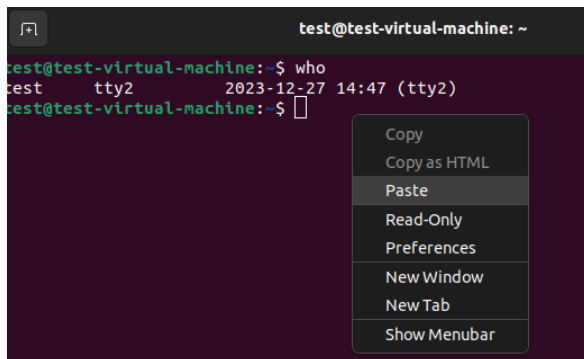 test@test-virtual-machine: ~
test@test-virtual-machine:~$ who
test tty2 2023-12-27 14:47 (tty2)
test@test-virtual-machine:~$
Copy
Copy as HTML
Paste
Read-Only
Preferences
New Window
New Tab
Show Menubar